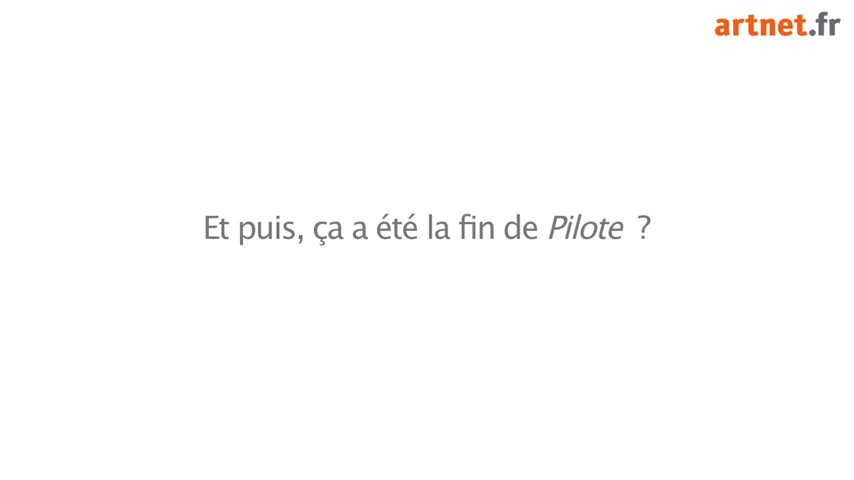 artnet.fr
Et puis, ça a été la fin de Pilote ?